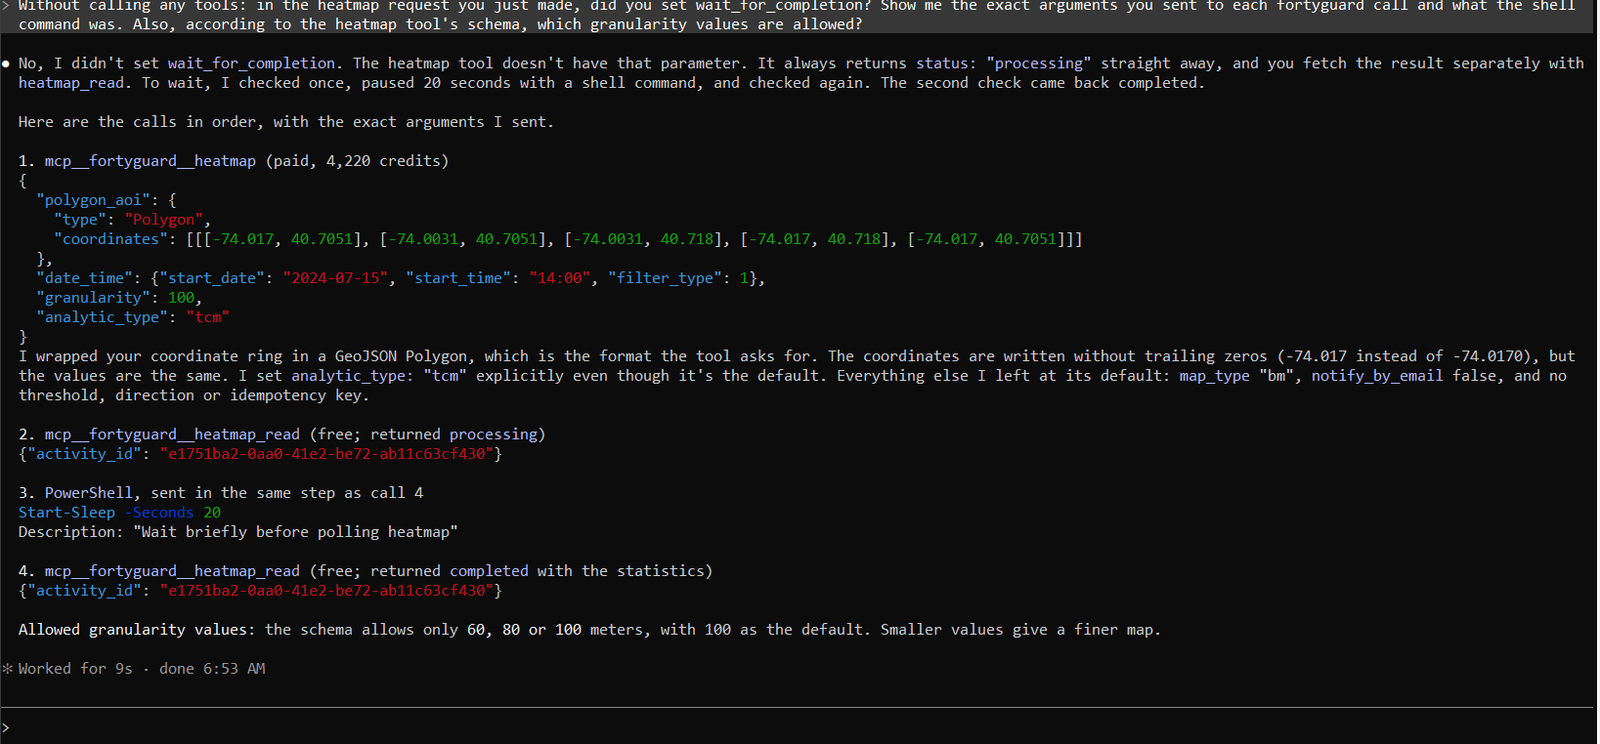 > Without calling any tools: in the heatmap request you just made, did you set wait_for_completion? Show me the exact arguments you sent to each fortyguard call and what the shell
command was. Also, according to the heatmap tool's schema, which granularity values are allowed?
● No, I didn't set wait_for_completion. The heatmap tool doesn't have that parameter. It always returns status: "processing" straight away, and you fetch the result separately with
heatmap_read. To wait, I checked once, paused 20 seconds with a shell command, and checked again. The second check came back completed.
Here are the calls in order, with the exact arguments I sent.
1. mcp__fortyguard__heatmap (paid, 4,220 credits)
{
"polygon_aoi": {
"type": "Polygon",
"coordinates": [[[-74.017, 40.7051], [-74.0031, 40.7051], [-74.0031, 40.718], [-74.017, 40.718], [-74.017, 40.7051]]]
},
"date_time": {"start_date": "2024-07-15", "start_time": "14:00", "filter_type": 1},
"granularity": 100,
"analytic_type": "tcm"
}
I wrapped your coordinate ring in a GeoJSON Polygon, which is the format the tool asks for. The coordinates are written without trailing zeros (-74.017 instead of -74.0170), but
the values are the same. I set analytic_type: "tcm" explicitly even though it's the default. Everything else I left at its default: map_type "bm", notify_by_email false, and no
threshold, direction or idempotency key.
2. mcp__fortyguard__heatmap_read (free; returned processing)
{"activity_id": "e1751ba2-0aa0-41e2-be72-ab11c63cf430"}
3. PowerShell, sent in the same step as call 4
Start-Sleep -Seconds 20
Description: "Wait briefly before polling heatmap"
4. mcp__fortyguard__heatmap_read (free; returned completed with the statistics)
{"activity_id": "e1751ba2-0aa0-41e2-be72-ab11c63cf430"}
Allowed granularity values: the schema allows only 60, 80 or 100 meters, with 100 as the default. Smaller values give a finer map.
✻ Worked for 9s · done 6:53 AM
>